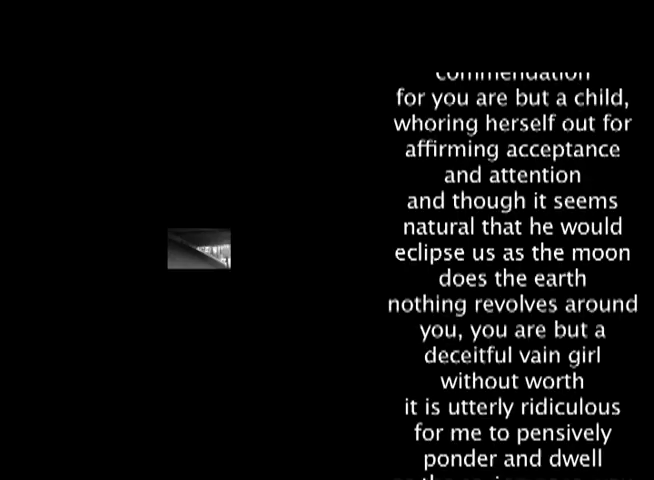 commendation
for you are but a child,
whoring herself out for
affirming acceptance
and attention
and though it seems
natural that he would
eclipse us as the moon
does the earth
nothing revolves around
you, you are but a
deceitful vain girl
without worth
it is utterly ridiculous
for me to pensively
ponder and dwell